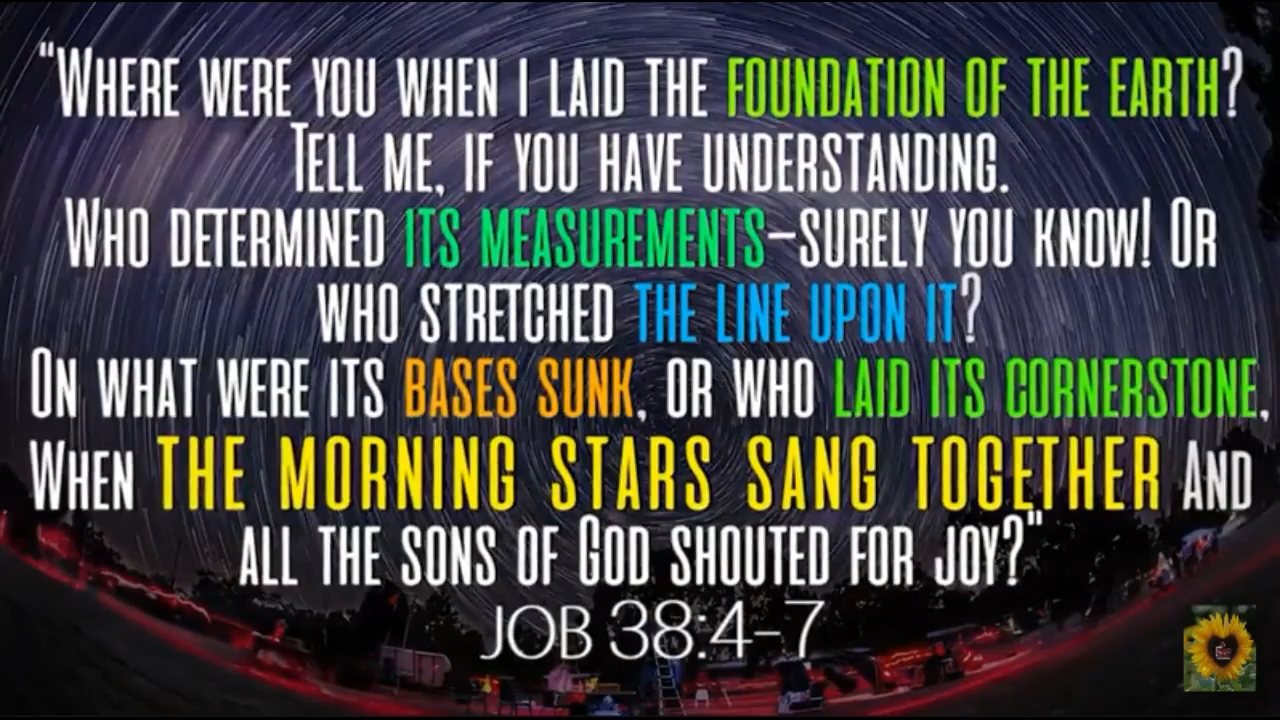 “Where were you when I laid the foundation of the earth?
Tell me, if you have understanding.
Who determined its measurements–surely you know! Or
who stretched the line upon it?
On what were its bases sunk, or who laid its cornerstone,
When the morning stars sang together And
all the sons of God shouted for joy?"
JOB 38:4-7